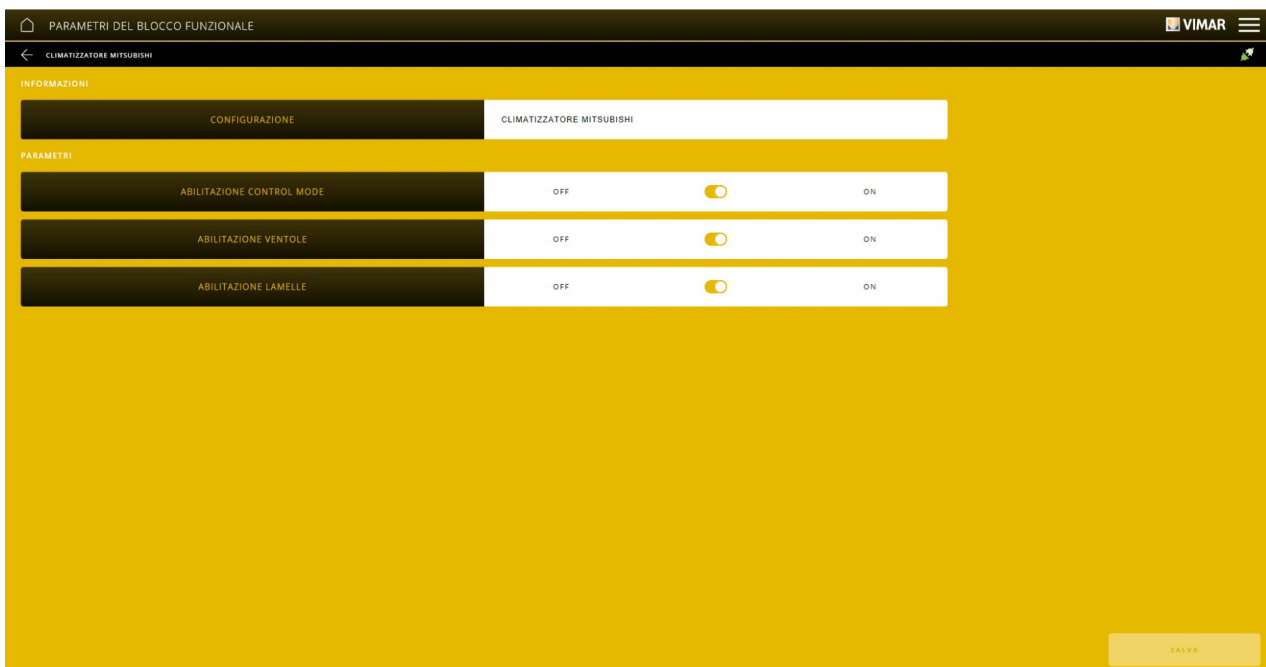 PARAMETRI DEL BLOCCO FUNZIONALE VIMAR
CLIMATIZZATORE MITSUBISHI
INFORMAZIONI
CONFIGURAZIONE CLIMATIZZATORE MITSUBISHI
PARAMETRI
ABILITAZIONE CONTROL MODE OFF ON
ABILITAZIONE VENTOLE OFF ON
ABILITAZIONE LAMELLE OFF ON
SALVA